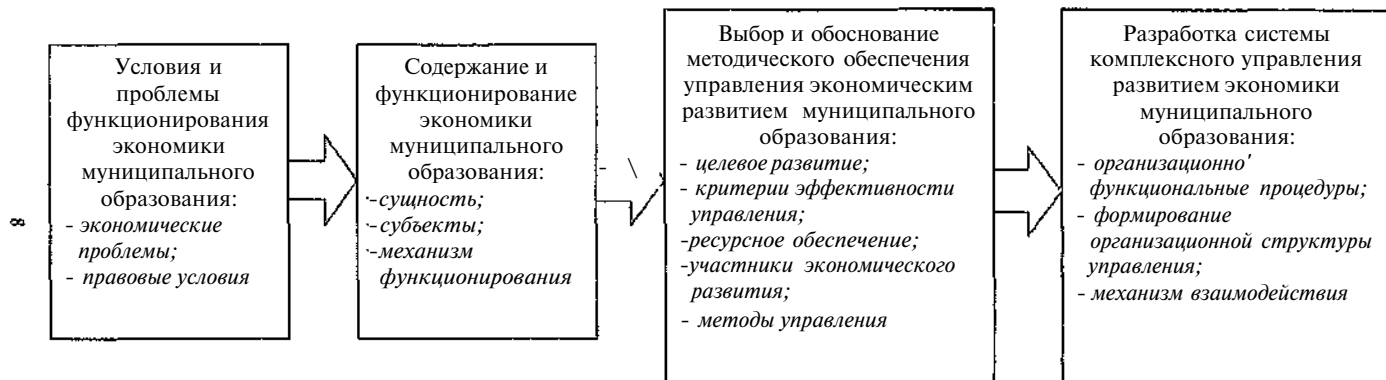 Условия и
проблемы
функционирования
экономики
муниципального
образования:
- экономические
проблемы;
- правовые условия
Содержание и
функционирование
экономики
муниципального
образования:
-сущность;
-субъекты;
-механизм
функционирования
Выбор и обоснование
методического обеспечения
управления экономическим
развитием муниципального
образования:
- целевое развитие;
- критерии эффективности
управления;
-ресурсное обеспечение;
-участники экономического
развития;
- методы управления
Разработка системы
комплексного управления
развитием экономики
муниципального
образования:
- организационно'
функциональные процедуры;
- формирование
организационной структуры
управления;
- механизм взаимодействия
8